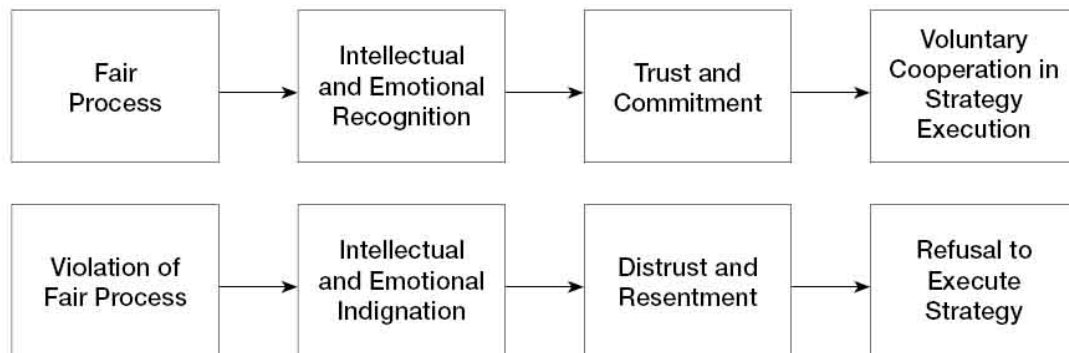 Fair
Process
Intellectual
and Emotional
Recognition
Trust and
Commitment
Voluntary
Cooperation in
Strategy
Execution
Violation of
Fair Process
Intellectual
and Emotional
Indignation
Distrust and
Resentment
Refusal to
Execute
Strategy